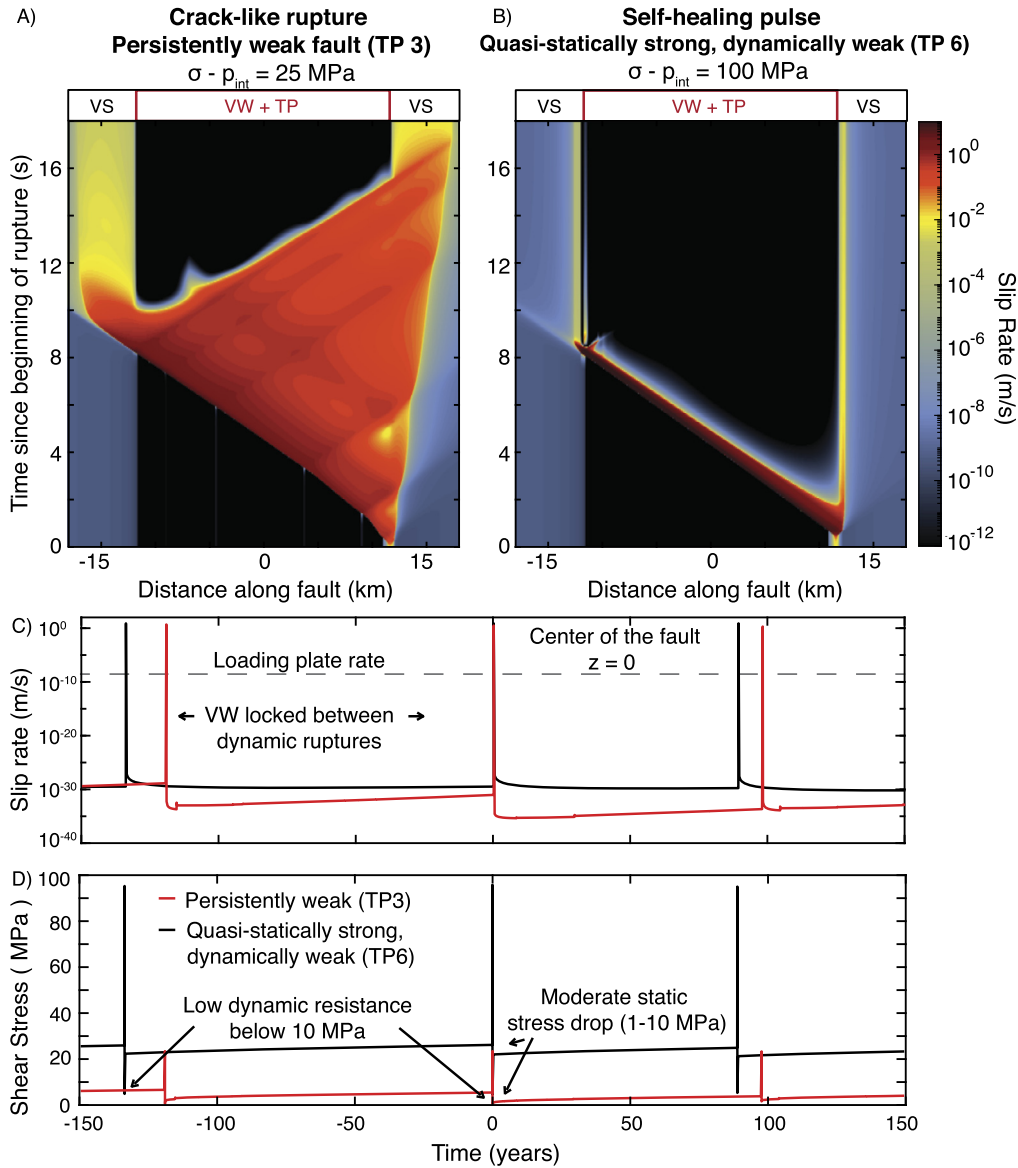 A)
Crack-like rupture
Persistently weak fault (TP 3)
σ - p_int = 25 MPa
B)
Self-healing pulse
Quasi-statically strong, dynamically weak (TP 6)
σ - p_int = 100 MPa
VS
VW + TP
VS
VS
VW + TP
VS
Time since beginning of rupture (s)
16
12
8
4
0
-15
0
15
Distance along fault (km)
0
-15
0
15
Distance along fault (km)
16
12
8
4
10^0
10^-2
10^-4
10^-6
10^-8
10^-10
10^-12
Slip Rate (m/s)
C)
Slip rate (m/s)
10^0
10^-10
10^-20
10^-30
10^-40
Loading plate rate
VW locked between
dynamic ruptures
Center of the fault
z = 0
D)
Shear Stress ( MPa)
100
80
60
40
20
0
Persistently weak (TP3)
Quasi-statically strong,
dynamically weak (TP6)
Low dynamic resistance
below 10 MPa
Moderate static
stress drop (1-10 MPa)
-150
-100
-50
0
50
100
150
Time (years)